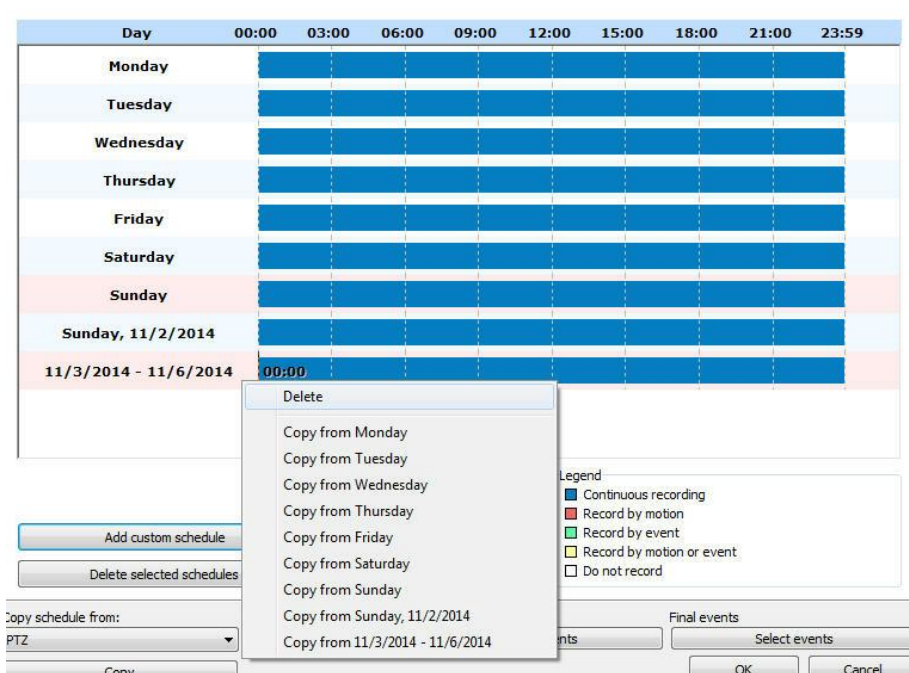 Day 00:00 03:00 06:00 09:00 12:00 15:00 18:00 21:00 23:59
Monday
Tuesday
Wednesday
Thursday
Friday
Saturday
Sunday
Sunday, 11/2/2014
11/3/2014 - 11/6/2014 00:00
Delete
Copy from Monday
Copy from Tuesday
Copy from Wednesday
Copy from Thursday
Copy from Friday
Copy from Saturday
Copy from Sunday
Copy from Sunday, 11/2/2014
Copy from 11/3/2014 - 11/6/2014
Legend
Continuous recording
Record by motion
Record by event
Record by motion or event
Do not record
Add custom schedule
Delete selected schedules
Copy schedule from:
PTZ
Copy
Final events
Select events
OK
Cancel